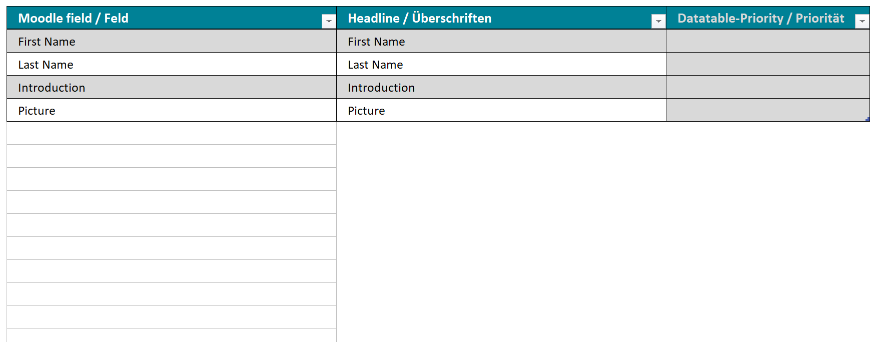 Moodle field / Feld Headline / Überschriften Datatable-Priority / Priorität
First Name First Name
Last Name Last Name
Introduction Introduction
Picture Picture